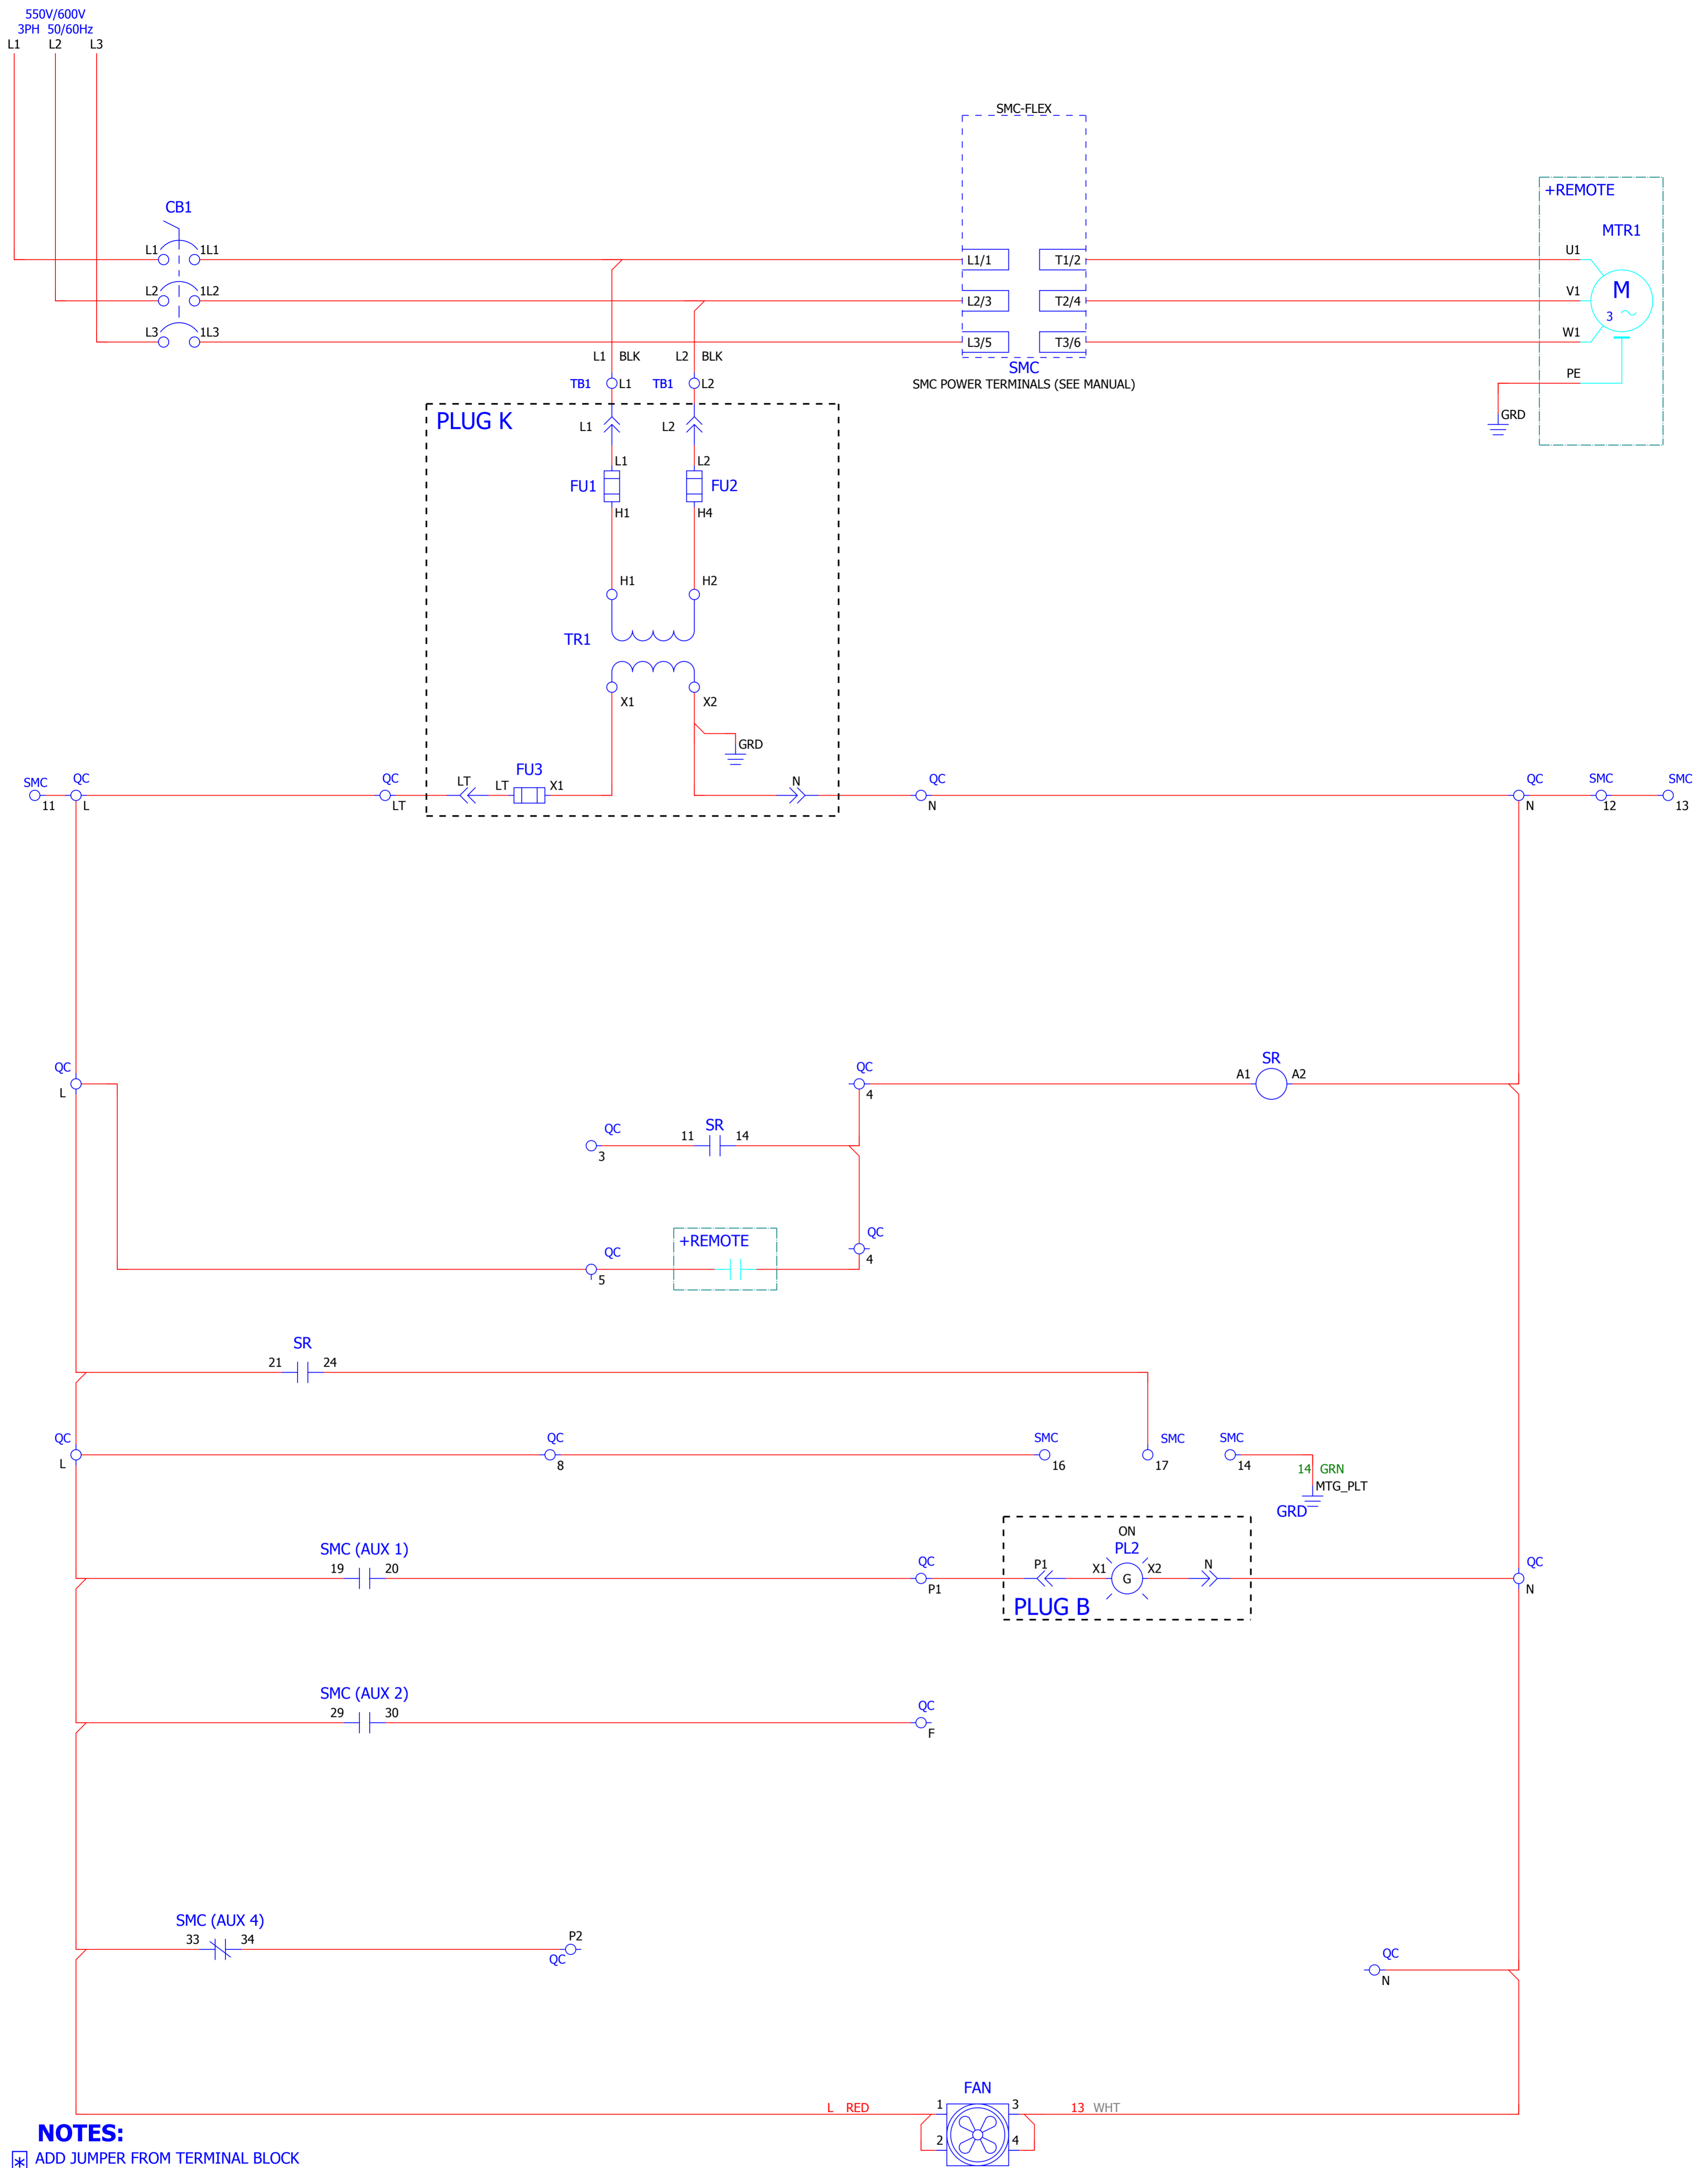 550V/600V
3PH 50/60Hz
L1 L2 L3
SMC-FLEX
+REMOTE
CB1
MTR1
L1 1L1
L1/1 T1/2
U1
L2 1L2
L2/3 T2/4
V1
M
3
L3 1L3
L3/5 T3/6
W1
L1 BLK L2 BLK
SMC
SMC POWER TERMINALS (SEE MANUAL)
PE
TB1 L1 TB1 L2
GRD
PLUG K
L1 L2
L1 L2
FU1 FU2
H1 H4
H1 H2
TR1
X1 X2
GRD
FU3
SMC QC QC LT LT X1 N QC QC SMC SMC
11 L LT N N 12 13
QC QC SR
L 4 A1 A2
QC SR
3 11 14
QC
4
+REMOTE
QC
5
SR
21 24
QC QC SMC SMC SMC
L 8 16 17 14
14 GRN
MTG_PLT
GRD
ON
PL2
SMC (AUX 1)
19 20
QC P1 X1 G X2 N QC
P1 N
PLUG B
SMC (AUX 2)
29 30
QC
F
SMC (AUX 4)
33 34
P2
QC
QC
N
FAN
L RED 1 3 13 WHT
2 4
NOTES:
* ADD JUMPER FROM TERMINAL BLOCK